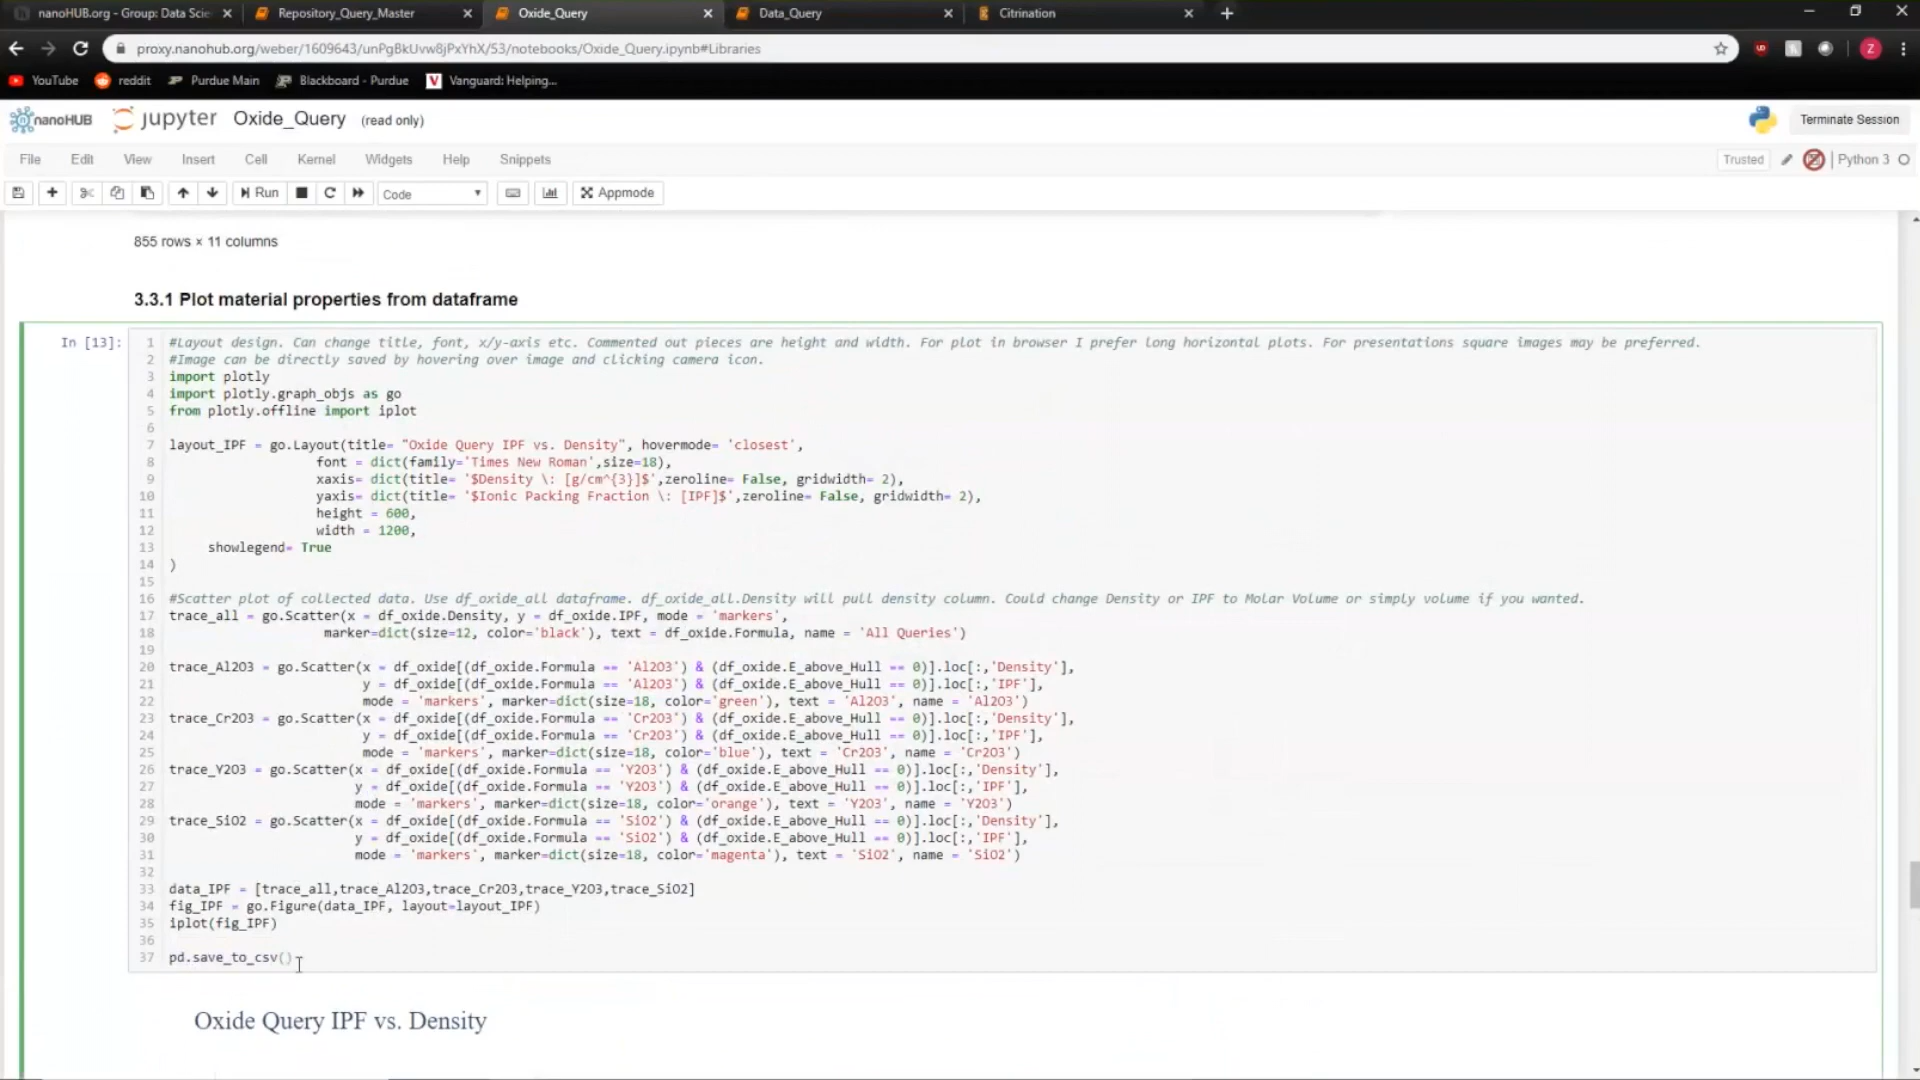 nanoHUB.org - Group: Data Scie
Repository_Query_Master
Oxide_Query
Data_Query
Citrination
proxy.nanohub.org/weber/1609643/unPgBkUvw8jPxYhX/53/notebooks/Oxide_Query.ipynb#Libraries
Z
YouTube reddit Purdue Main Blackboard - Purdue Vanguard: Helping...
nanoHUB jupyter Oxide_Query (read only) Terminate Session
File Edit View Insert Cell Kernel Widgets Help Snippets Trusted Python 3
Run Code Appmode
855 rows × 11 columns
3.3.1 Plot material properties from dataframe
In [13]:
1 #Layout design. Can change title, font, x/y-axis etc. Commented out pieces are height and width. For plot in browser I prefer long horizontal plots. For presentations square images may be preferred.
2 #Image can be directly saved by hovering over image and clicking camera icon.
3 import plotly
4 import plotly.graph_objs as go
5 from plotly.offline import iplot
6
7 layout_IPF = go.Layout(title= "Oxide Query IPF vs. Density", hovermode= 'closest',
8 font = dict(family='Times New Roman',size=18),
9 xaxis= dict(title= '$Density \: [g/cm^{3}]$',zeroline= False, gridwidth= 2),
10 yaxis= dict(title= '$Ionic Packing Fraction \: [IPF]$',zeroline= False, gridwidth= 2),
11 height = 600,
12 width = 1200,
13 showlegend= True
14 )
15
16 #Scatter plot of collected data. Use df_oxide_all dataframe. df_oxide_all.Density will pull density column. Could change Density or IPF to Molar Volume or simply volume if you wanted.
17 trace_all = go.Scatter(x = df_oxide.Density, y = df_oxide.IPF, mode = 'markers',
18 marker=dict(size=12, color='black'), text = df_oxide.Formula, name = 'All Queries')
19
20 trace_Al2O3 = go.Scatter(x = df_oxide[(df_oxide.Formula == 'Al2O3') & (df_oxide.E_above_Hull == 0)].loc[:,'Density'],
21 y = df_oxide[(df_oxide.Formula == 'Al2O3') & (df_oxide.E_above_Hull == 0)].loc[:,'IPF'],
22 mode = 'markers', marker=dict(size=18, color='green'), text = 'Al2O3', name = 'Al2O3')
23 trace_Cr2O3 = go.Scatter(x = df_oxide[(df_oxide.Formula == 'Cr2O3') & (df_oxide.E_above_Hull == 0)].loc[:,'Density'],
24 y = df_oxide[(df_oxide.Formula == 'Cr2O3') & (df_oxide.E_above_Hull == 0)].loc[:,'IPF'],
25 mode = 'markers', marker=dict(size=18, color='blue'), text = 'Cr2O3', name = 'Cr2O3')
26 trace_Y2O3 = go.Scatter(x = df_oxide[(df_oxide.Formula == 'Y2O3') & (df_oxide.E_above_Hull == 0)].loc[:,'Density'],
27 y = df_oxide[(df_oxide.Formula == 'Y2O3') & (df_oxide.E_above_Hull == 0)].loc[:,'IPF'],
28 mode = 'markers', marker=dict(size=18, color='orange'), text = 'Y2O3', name = 'Y2O3')
29 trace_SiO2 = go.Scatter(x = df_oxide[(df_oxide.Formula == 'SiO2') & (df_oxide.E_above_Hull == 0)].loc[:,'Density'],
30 y = df_oxide[(df_oxide.Formula == 'SiO2') & (df_oxide.E_above_Hull == 0)].loc[:,'IPF'],
31 mode = 'markers', marker=dict(size=18, color='magenta'), text = 'SiO2', name = 'SiO2')
32
33 data_IPF = [trace_all,trace_Al2O3,trace_Cr2O3,trace_Y2O3,trace_SiO2]
34 fig_IPF = go.Figure(data_IPF, layout=layout_IPF)
35 iplot(fig_IPF)
36
37 pd.save_to_csv()
Oxide Query IPF vs. Density